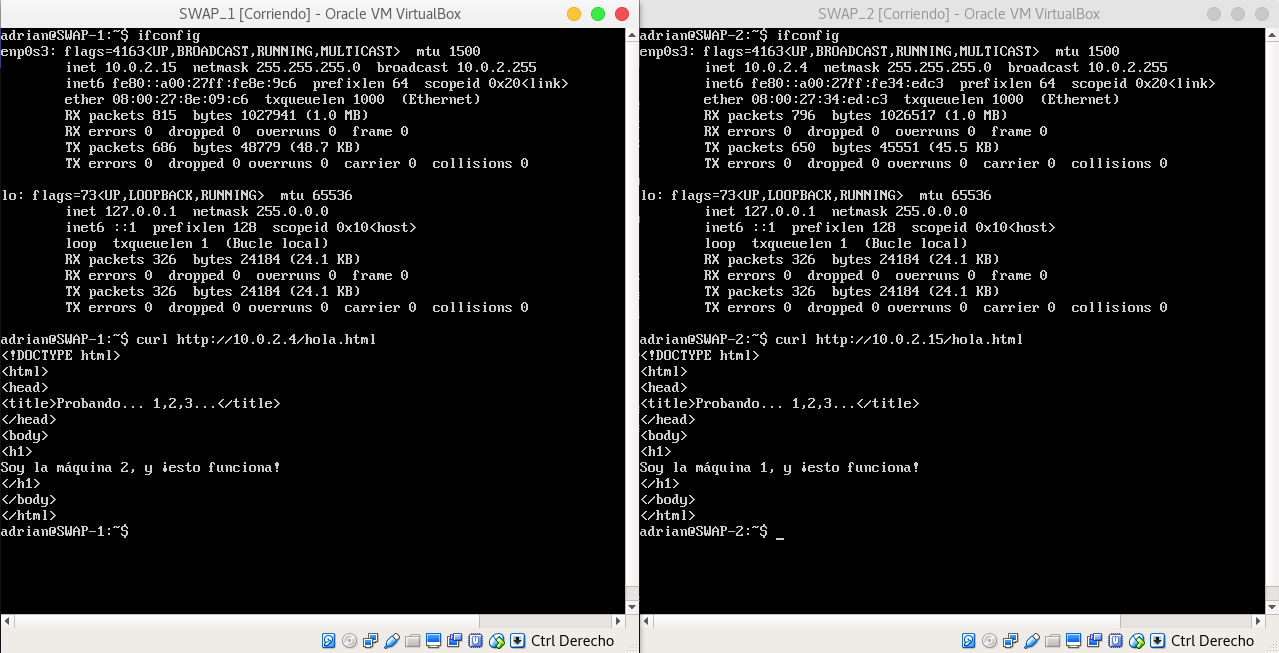 SWAP_1 [Corriendo] - Oracle VM VirtualBox
adrian@SWAP-1:~$ ifconfig
enp0s3: flags=4163<UP,BROADCAST,RUNNING,MULTICAST>  mtu 1500
        inet 10.0.2.15  netmask 255.255.255.0  broadcast 10.0.2.255
        inet6 fe80::a00:27ff:fe8e:9c6  prefixlen 64  scopeid 0x20<link>
        ether 08:00:27:8e:09:c6  txqueuelen 1000  (Ethernet)
        RX packets 815  bytes 1027941 (1.0 MB)
        RX errors 0  dropped 0  overruns 0  frame 0
        TX packets 686  bytes 48779 (48.7 KB)
        TX errors 0  dropped 0 overruns 0  carrier 0  collisions 0
lo: flags=73<UP,LOOPBACK,RUNNING>  mtu 65536
        inet 127.0.0.1  netmask 255.0.0.0
        inet6 ::1  prefixlen 128  scopeid 0x10<host>
        loop  txqueuelen 1  (Bucle local)
        RX packets 326  bytes 24184 (24.1 KB)
        RX errors 0  dropped 0  overruns 0  frame 0
        TX packets 326  bytes 24184 (24.1 KB)
        TX errors 0  dropped 0 overruns 0  carrier 0  collisions 0
adrian@SWAP-1:~$ curl http://10.0.2.4/hola.html
<!DOCTYPE html>
<html>
<head>
<title>Probando... 1,2,3...</title>
</head>
<body>
<h1>
Soy la máquina 2, y ¡esto funciona!
</h1>
</body>
</html>
adrian@SWAP-1:~$
Ctrl Derecho
SWAP_2 [Corriendo] - Oracle VM VirtualBox
adrian@SWAP-2:~$ ifconfig
enp0s3: flags=4163<UP,BROADCAST,RUNNING,MULTICAST>  mtu 1500
        inet 10.0.2.4  netmask 255.255.255.0  broadcast 10.0.2.255
        inet6 fe80::a00:27ff:fe34:edc3  prefixlen 64  scopeid 0x20<link>
        ether 08:00:27:34:ed:c3  txqueuelen 1000  (Ethernet)
        RX packets 796  bytes 1026517 (1.0 MB)
        RX errors 0  dropped 0  overruns 0  frame 0
        TX packets 650  bytes 45551 (45.5 KB)
        TX errors 0  dropped 0 overruns 0  carrier 0  collisions 0
lo: flags=73<UP,LOOPBACK,RUNNING>  mtu 65536
        inet 127.0.0.1  netmask 255.0.0.0
        inet6 ::1  prefixlen 128  scopeid 0x10<host>
        loop  txqueuelen 1  (Bucle local)
        RX packets 326  bytes 24184 (24.1 KB)
        RX errors 0  dropped 0  overruns 0  frame 0
        TX packets 326  bytes 24184 (24.1 KB)
        TX errors 0  dropped 0 overruns 0  carrier 0  collisions 0
adrian@SWAP-2:~$ curl http://10.0.2.15/hola.html
<!DOCTYPE html>
<html>
<head>
<title>Probando... 1,2,3...</title>
</head>
<body>
<h1>
Soy la máquina 1, y ¡esto funciona!
</h1>
</body>
</html>
adrian@SWAP-2:~$ _
Ctrl Derecho